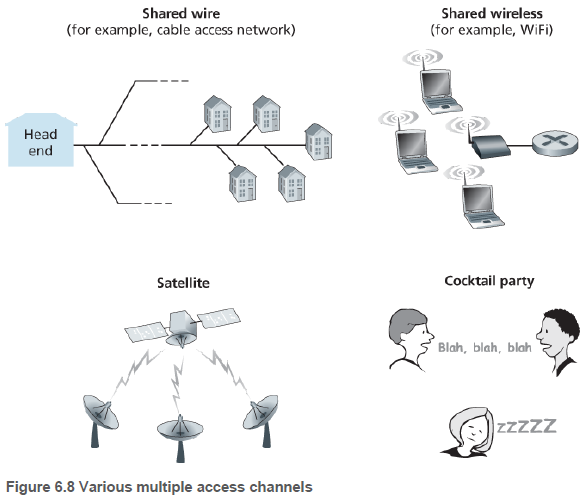 Shared wire
(for example, cable access network)
Head
end
Shared wireless
(for example, WiFi)
Satellite
Cocktail party
Blah, blah, blah
zzzzz
Figure 6.8 Various multiple access channels